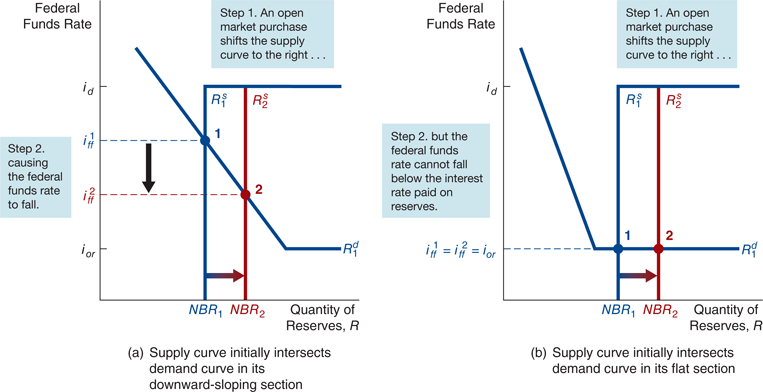 Federal
Funds Rate
Step 1. An open
market purchase
shifts the supply
curve to the right . . .
i_d
R_1^s
R_2^s
1
i_ff^1
Step 2.
causing
the federal
funds rate
to fall.
2
i_ff^2
i_or
R_1^d
NBR_1
NBR_2
Quantity of
Reserves, R
(a) Supply curve initially intersects
demand curve in its
downward-sloping section
Federal
Funds Rate
Step 1. An open
market purchase
shifts the supply
curve to the right . . .
i_d
R_1^s
R_2^s
Step 2. but the
federal funds
rate cannot fall
below the interest
rate paid on
reserves.
1
2
i_ff^1 = i_ff^2 = i_or
R_1^d
NBR_1
NBR_2
Quantity of
Reserves, R
(b) Supply curve initially intersects
demand curve in its flat section